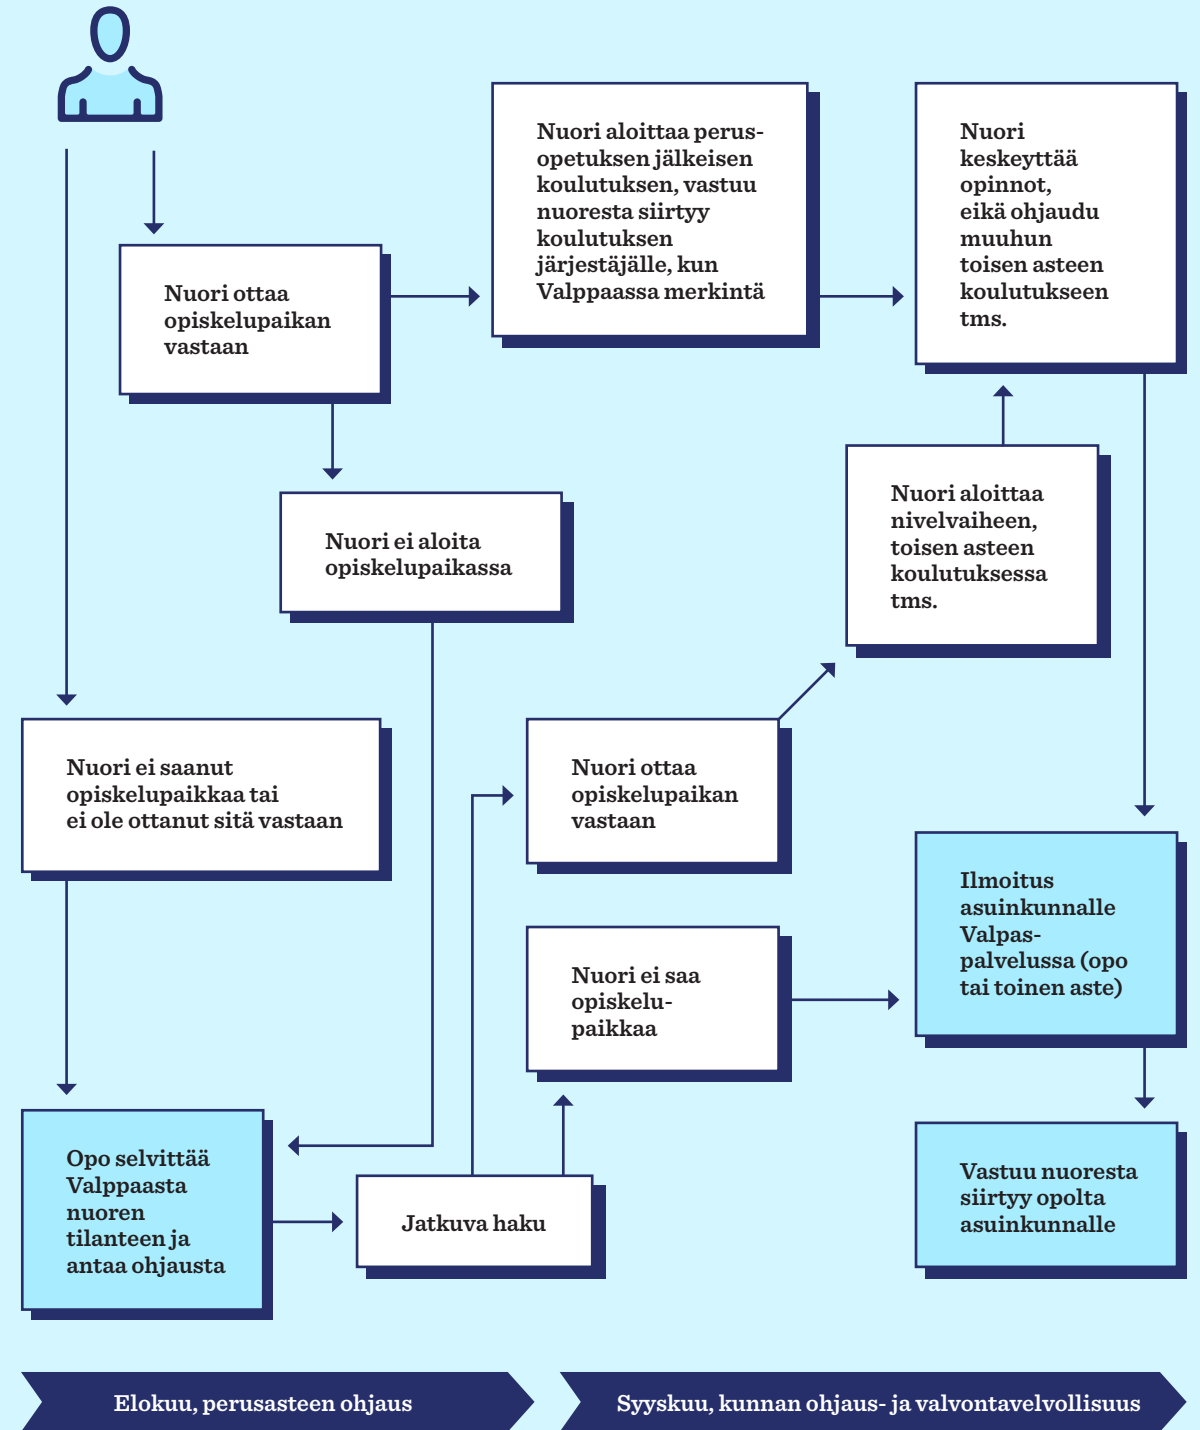 Nuori aloittaa perus-
opetuksen jälkeisen
koulutuksen, vastuu
nuoresta siirtyy
koulutuksen
järjestäjälle, kun
Valppaassa merkintä
Nuori
keskeyttää
opinnot,
eikä ohjaudu
muuhun
toisen asteen
koulutukseen
tms.
Nuori ottaa
opiskelupaikan
vastaan
Nuori ei aloita
opiskelupaikassa
Nuori aloittaa
nivelvaiheen,
toisen asteen
koulutuksessa
tms.
Nuori ei saanut
opiskelupaikkaa tai
ei ole ottanut sitä vastaan
Nuori ottaa
opiskelupaikan
vastaan
Ilmoitus
asuinkunnalle
Valpas-
palvelussa (opo
tai toinen aste)
Nuori ei saa
opiskelu-
paikkaa
Opo selvittää
Valppaasta
nuoren
tilanteen ja
antaa ohjausta
Jatkuva haku
Vastuu nuoresta
siirtyy opolta
asuinkunnalle
Elokuu, perusasteen ohjaus
Syyskuu, kunnan ohjaus- ja valvontavelvollisuus